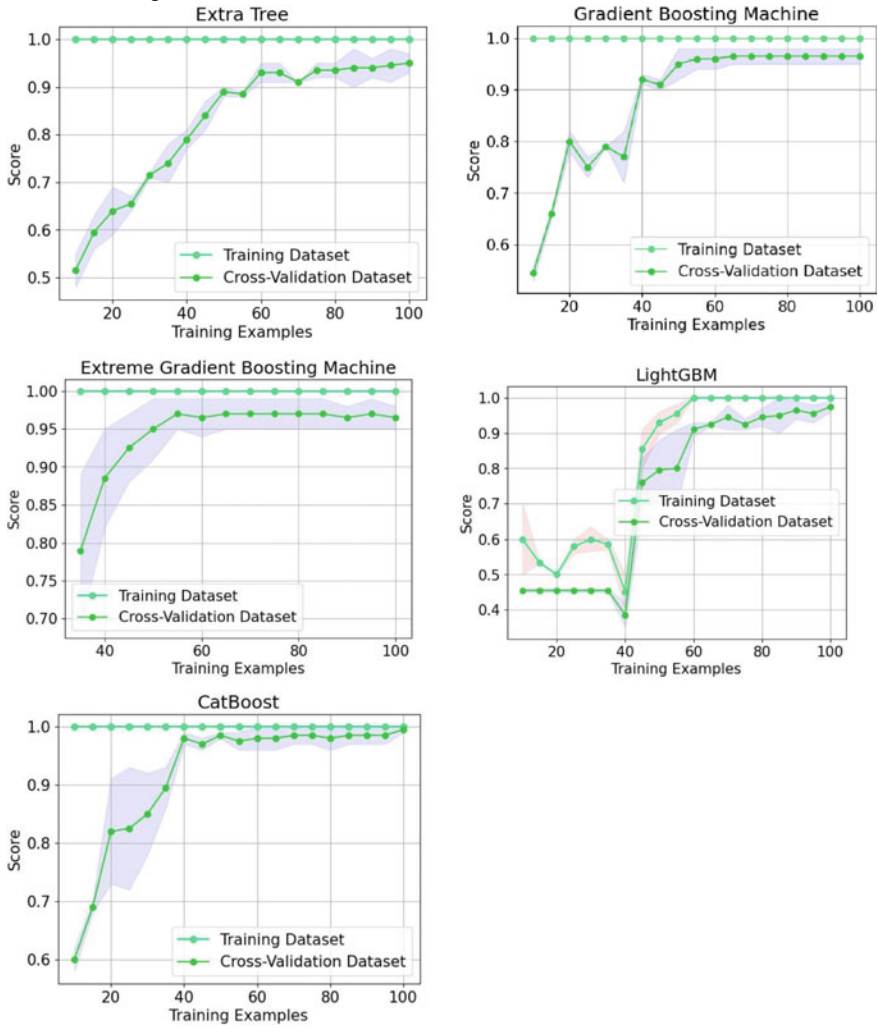 Extra Tree
1.0
0.9
0.8
0.7
0.6
0.5
Score
Training Dataset
Cross-Validation Dataset
20 40 60 80 100
Training Examples
Gradient Boosting Machine
1.0
0.9
0.8
0.7
0.6
Score
Training Dataset
Cross-Validation Dataset
20 40 60 80 100
Training Examples
Extreme Gradient Boosting Machine
1.00
0.95
0.90
0.85
0.80
0.75
0.70
Score
Training Dataset
Cross-Validation Dataset
40 60 80 100
Training Examples
LightGBM
1.0
0.9
0.8
0.7
0.6
0.5
0.4
Score
Training Dataset
Cross-Validation Dataset
20 40 60 80 100
Training Examples
CatBoost
1.0
0.9
0.8
0.7
0.6
Score
Training Dataset
Cross-Validation Dataset
20 40 60 80 100
Training Examples